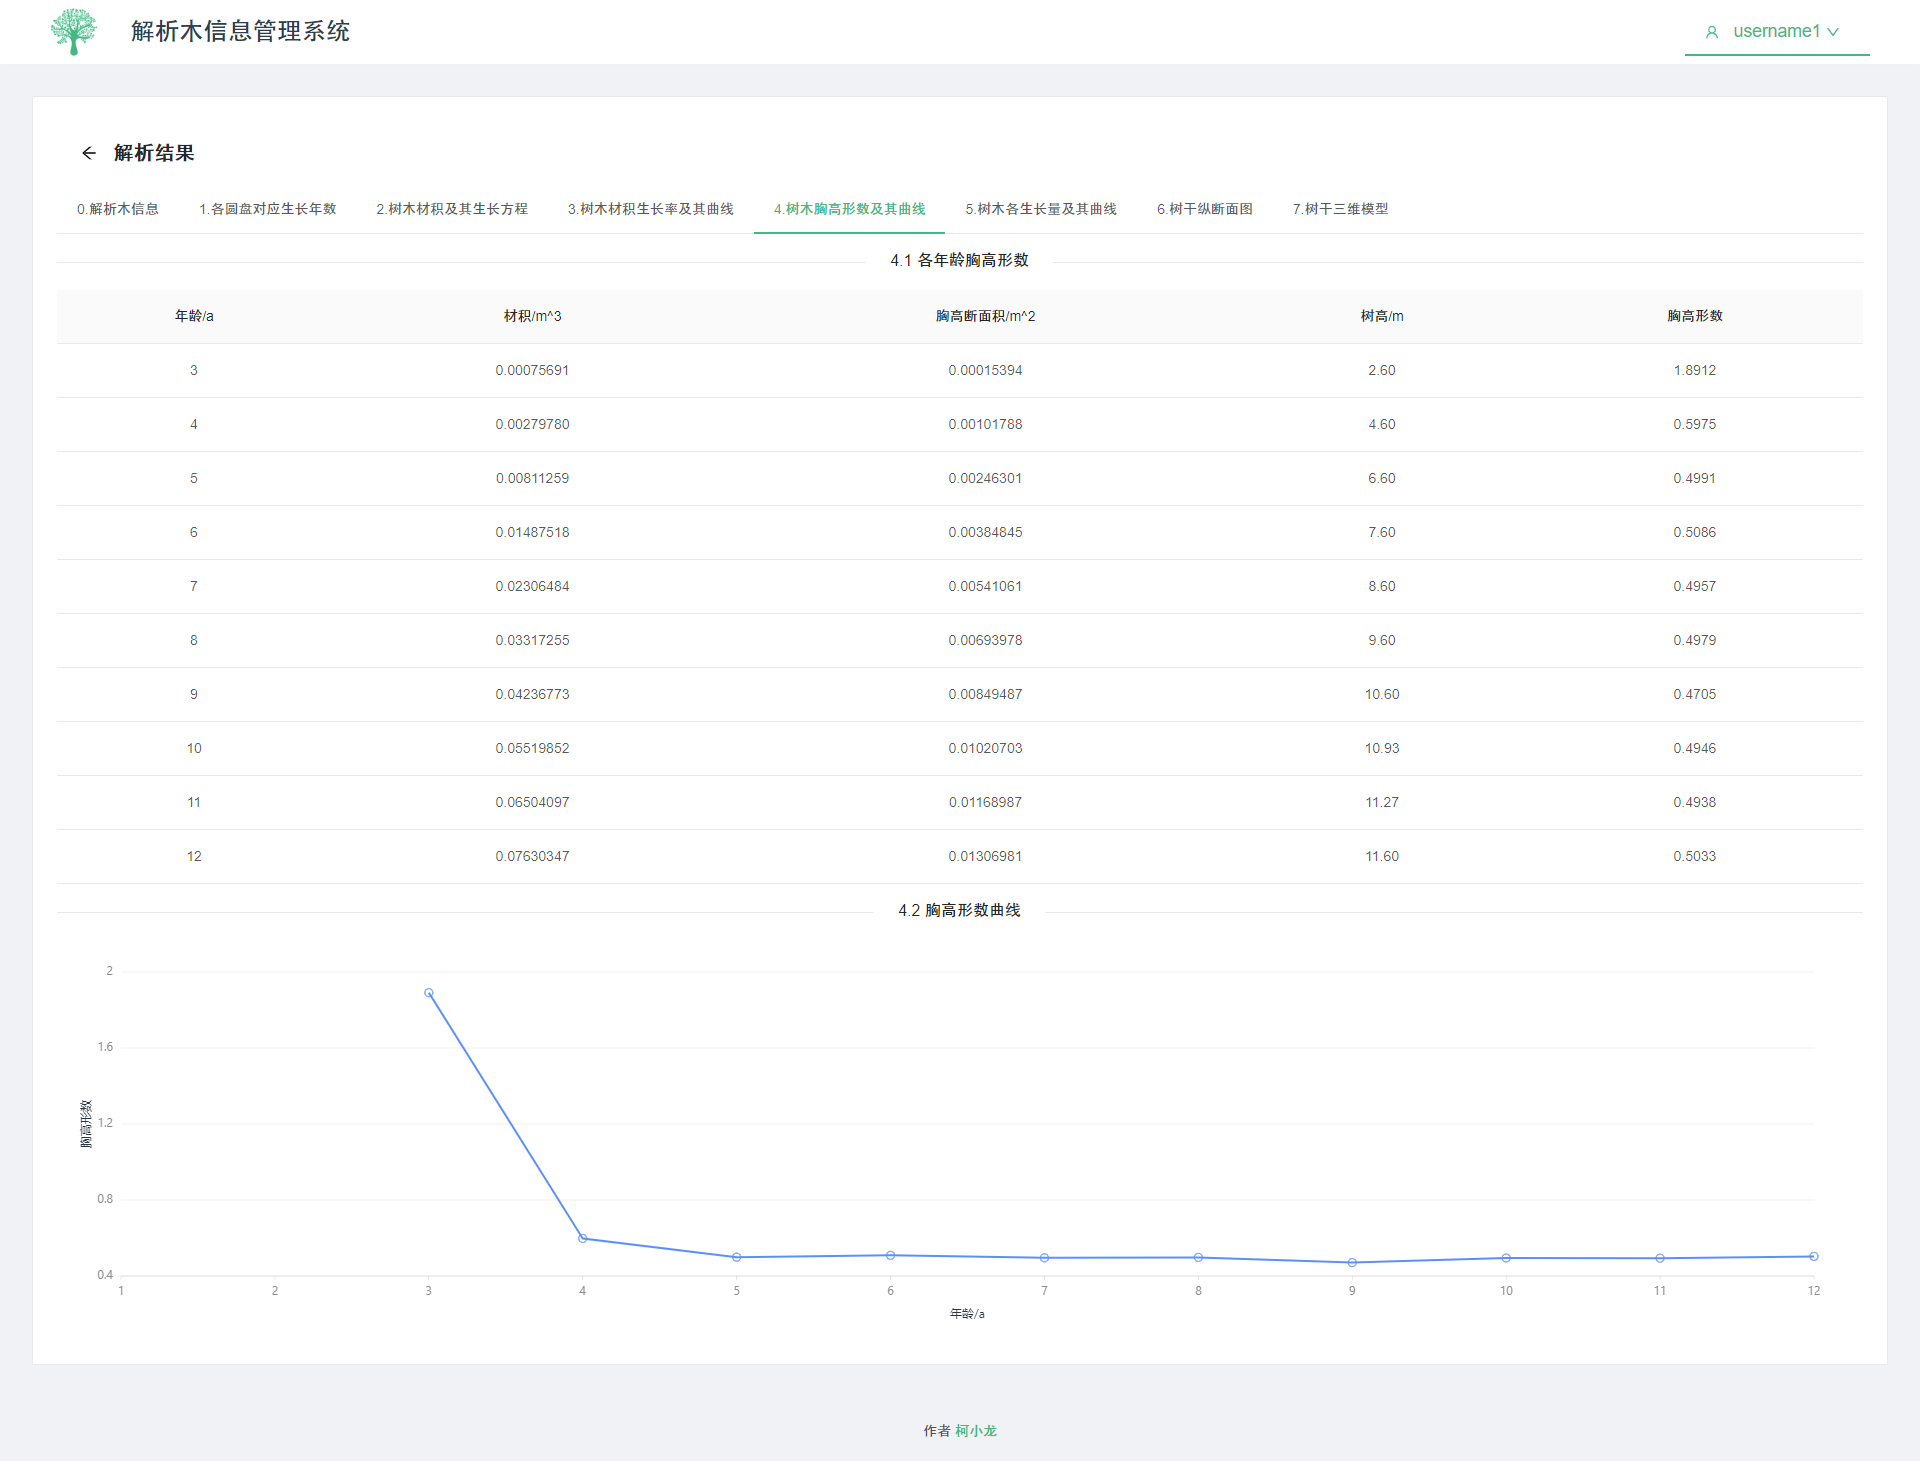 解析木信息管理系统
username1
解析结果
0.解析木信息 1.各圆盘对应生长年数 2.树木材积及其生长方程 3.树木材积生长率及其曲线 4.树木胸高形数及其曲线 5.树木各生长量及其曲线 6.树干纵断面图 7.树干三维模型
4.1 各年龄胸高形数
年龄/a 材积/m^3 胸高断面积/m^2 树高/m 胸高形数
3 0.00075691 0.00015394 2.60 1.8912
4 0.00279780 0.00101788 4.60 0.5975
5 0.00811259 0.00246301 6.60 0.4991
6 0.01487518 0.00384845 7.60 0.5086
7 0.02306484 0.00541061 8.60 0.4957
8 0.03317255 0.00693978 9.60 0.4979
9 0.04236773 0.00849487 10.60 0.4705
10 0.05519852 0.01020703 10.93 0.4946
11 0.06504097 0.01168987 11.27 0.4938
12 0.07630347 0.01306981 11.60 0.5033
4.2 胸高形数曲线
2
1.6
1.2
0.8
0.4
胸高形数
1 2 3 4 5 6 7 8 9 10 11 12
年龄/a
作者 柯小龙